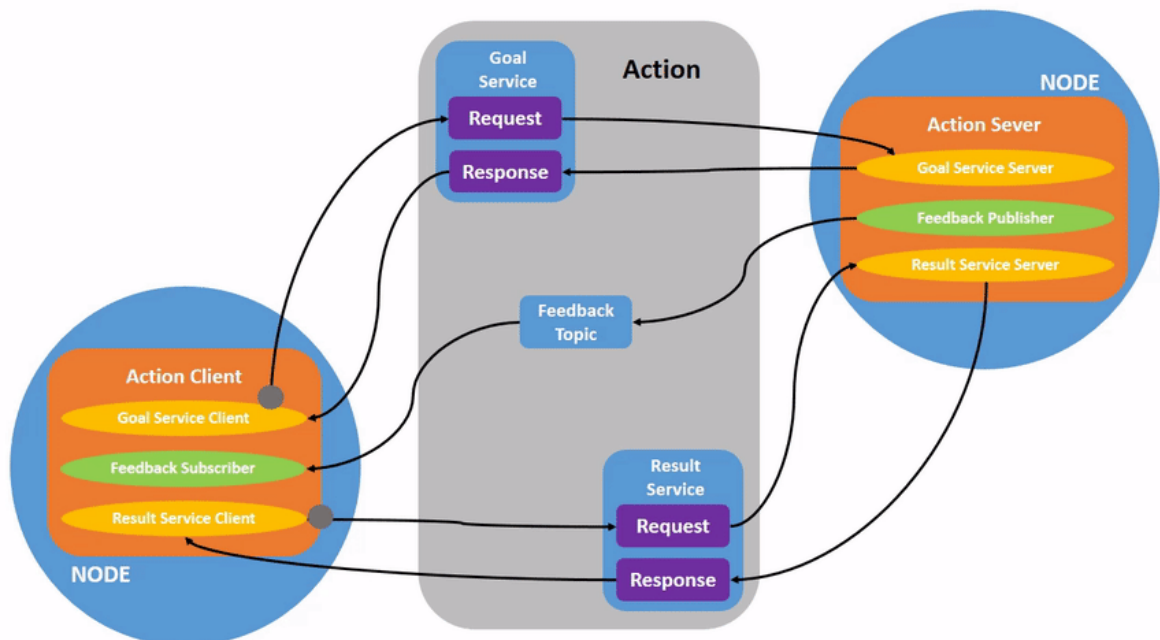 Goal
Service
Request
Response
Action
NODE
Action Sever
Goal Service Server
Feedback Publisher
Result Service Server
Feedback
Topic
Action Client
Goal Service Client
Feedback Subscriber
Result Service Client
NODE
Result
Service
Request
Response